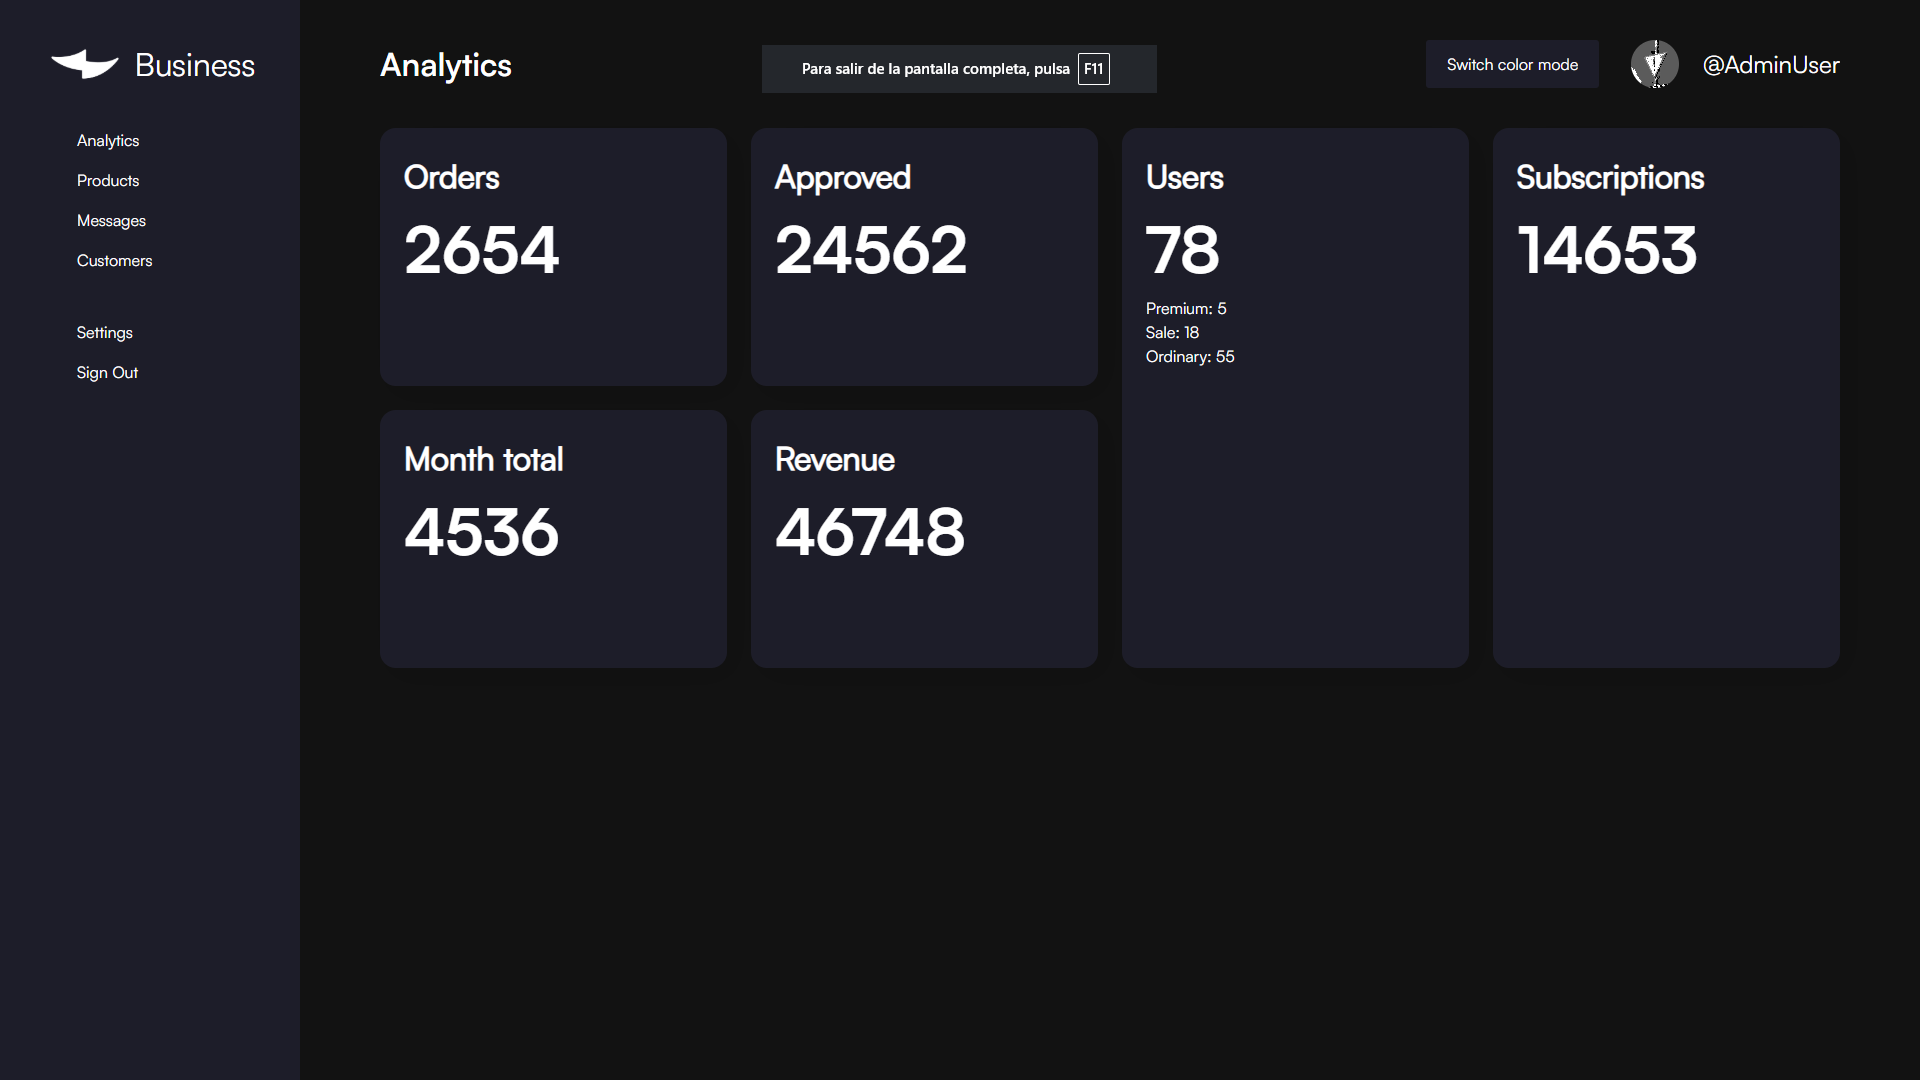 Business
Analytics
Products
Messages
Customers
Settings
Sign Out
Analytics
Para salir de la pantalla completa, pulsa F11
Switch color mode
@AdminUser
Orders
2654
Approved
24562
Users
78
Premium: 5
Sale: 18
Ordinary: 55
Subscriptions
14653
Month total
4536
Revenue
46748